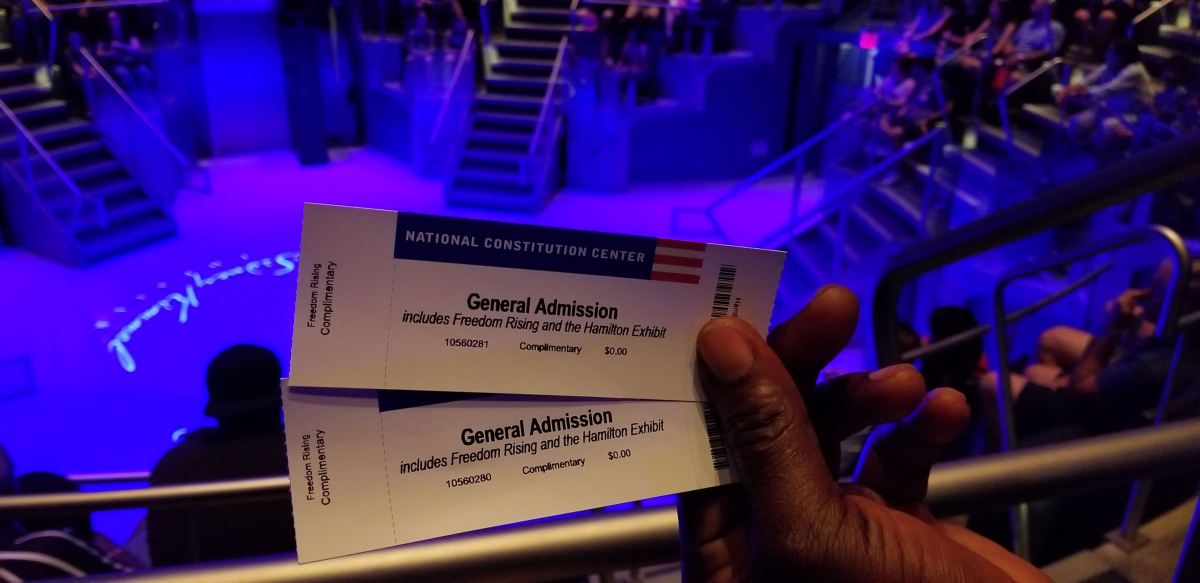 NATIONAL CONSTITUTION CENTER
General Admission
includes Freedom Rising and the Hamilton Exhibit
10560281 Complimentary $0.00
Freedom Rising
Complimentary
General Admission
includes Freedom Rising and the Hamilton Exhibit
10560280 Complimentary $0.00
Freedom Rising
Complimentary